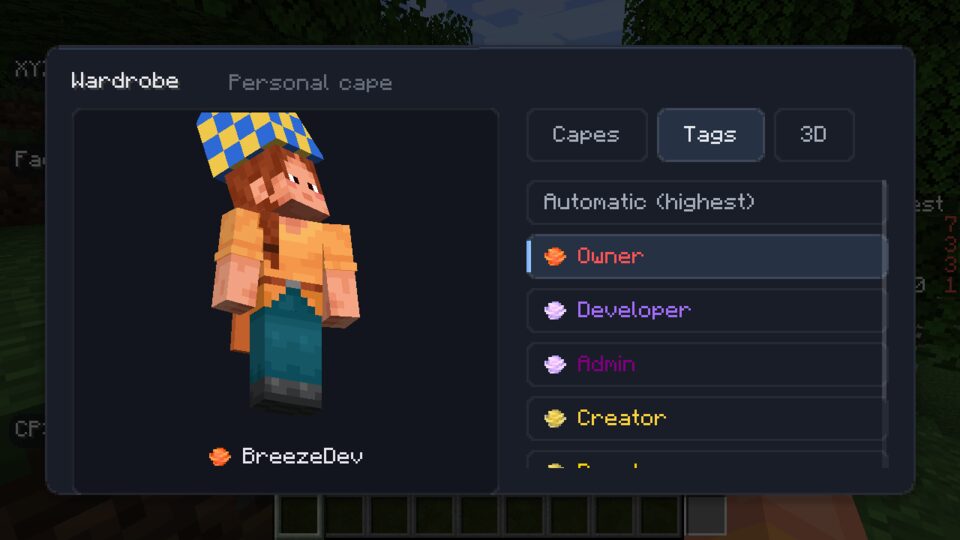 Wardrobe
Personal cape
Capes
Tags
3D
Automatic (highest)
Owner
Developer
Admin
Creator
BreezeDev